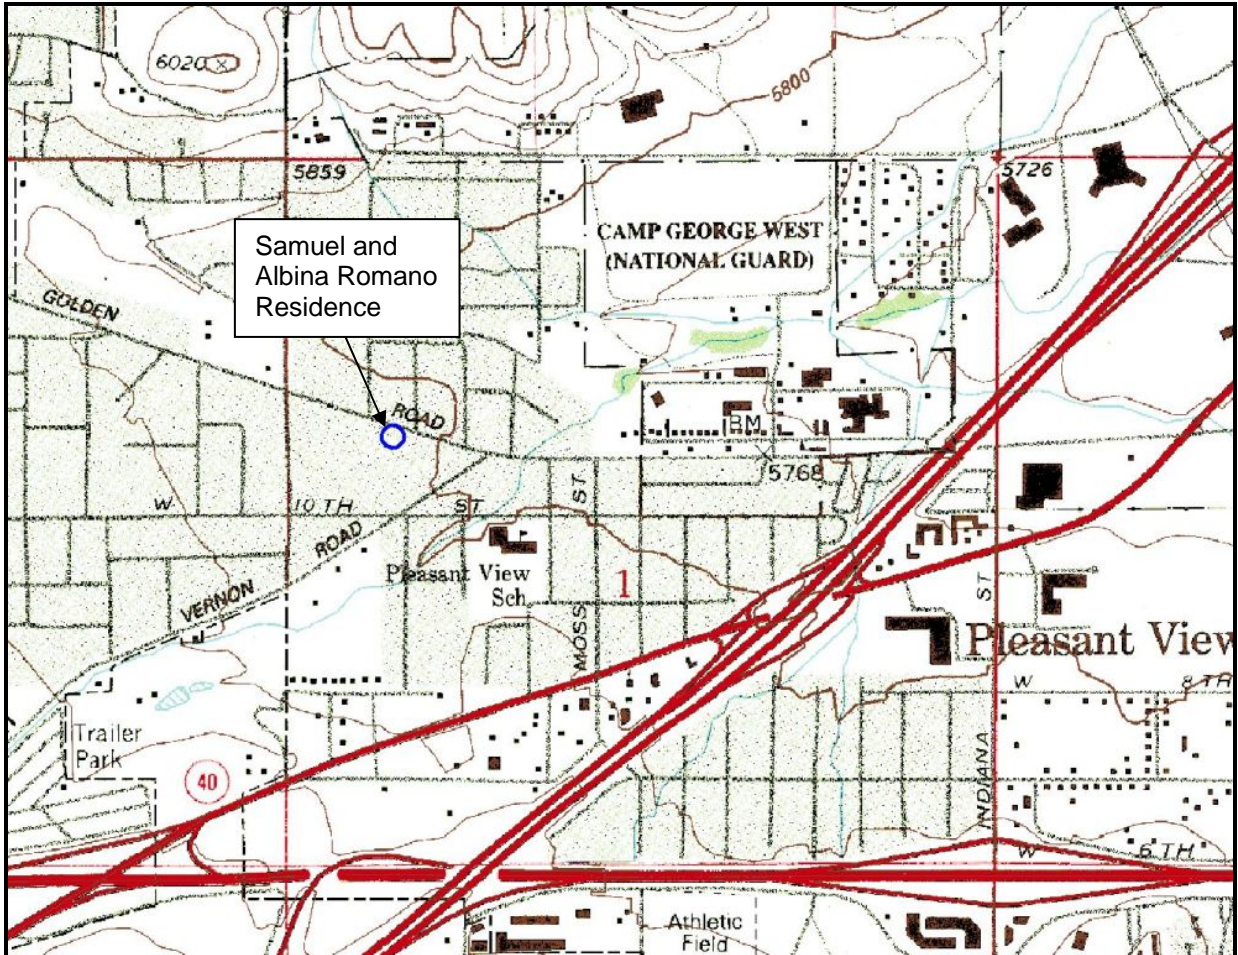 6020
5800
5859
5726
CAMP GEORGE WEST
(NATIONAL GUARD)
Samuel and
Albina Romano
Residence
GOLDEN
ROAD
BM
5768
W 10 TH ST
ROAD
VERNON
Pleasant View
Sch
MOSS ST
1
INDIANA ST
Pleasant View
W 8 TH
Trailer
Park
40
W 6 TH
Athletic
Field